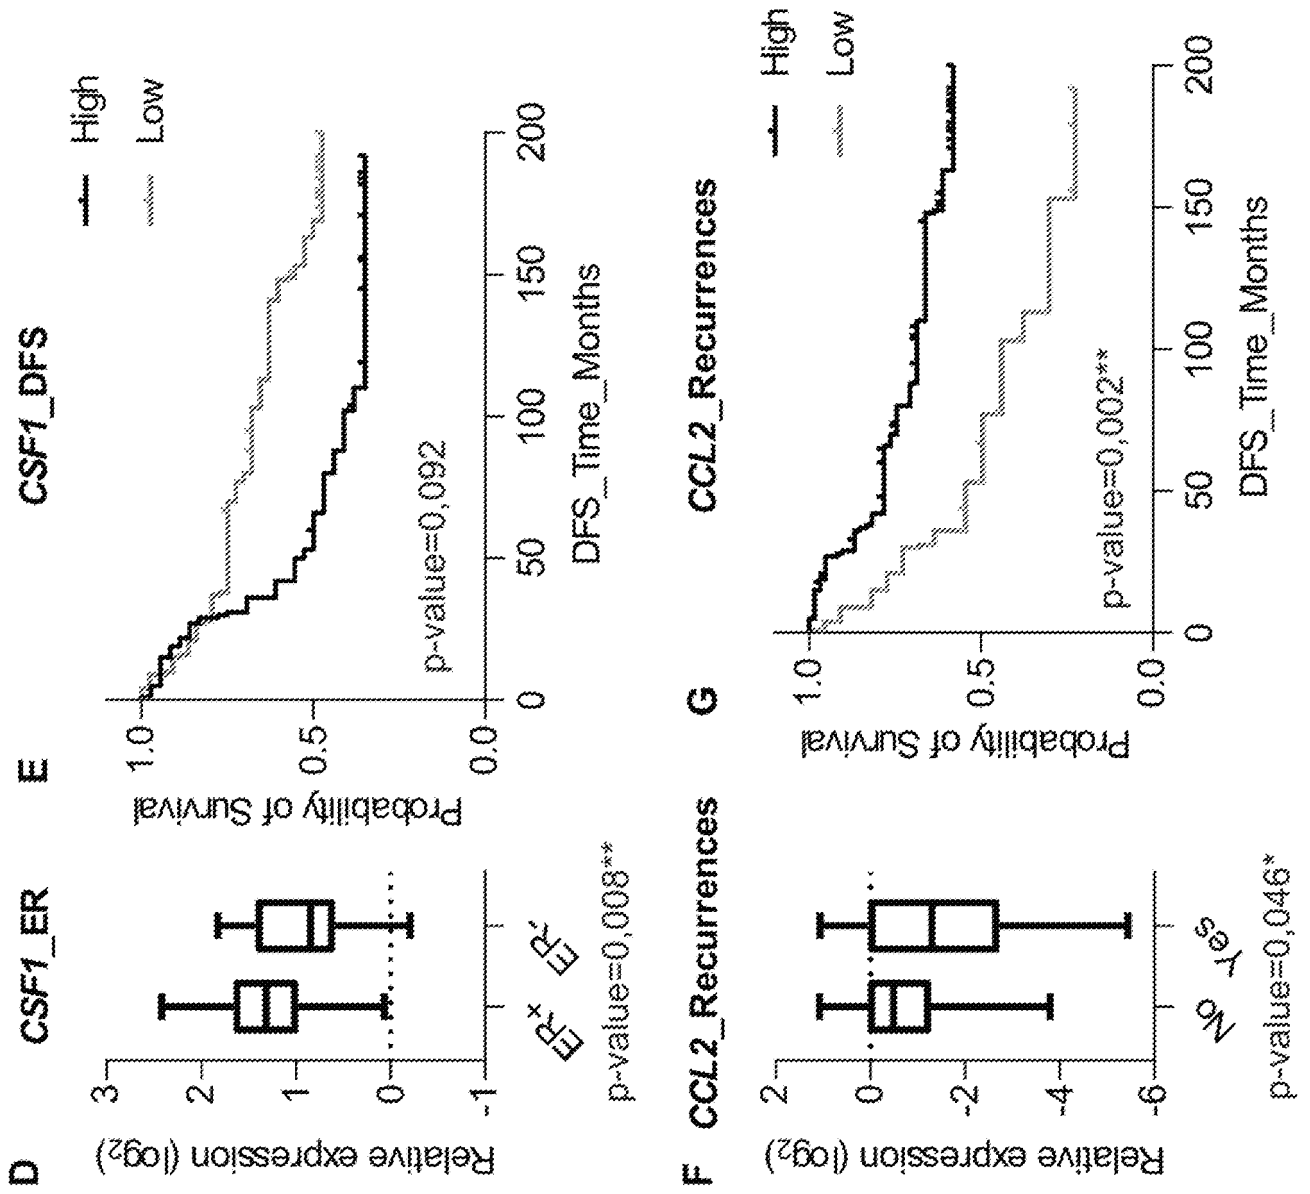 D
CSF1_ER
Relative expression (log2)
3
2
1
0
-1
ER+
ER-
p-value=0,008**
E
CSF1_DFS
Probability of Survival
1.0
0.5
0.0
0
50
100
150
200
DFS_Time_Months
p-value=0,092
High
Low
F
CCL2_Recurrences
Relative expression (log2)
2
0
-2
-4
-6
No
Yes
p-value=0,046*
G
CCL2_Recurrences
Probability of Survival
1.0
0.5
0.0
0
50
100
150
200
DFS_Time_Months
p-value=0,002**
High
Low